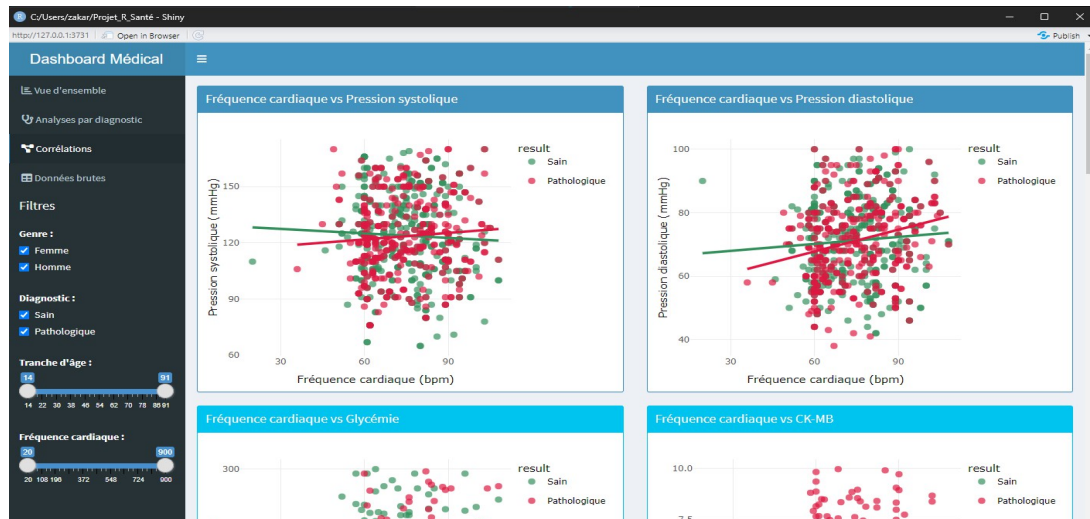 C:/Users/zakar/Projet_R_Santé - Shiny
http://127.0.0.1:3731 Open in Browser Publish
Dashboard Médical
Vue d'ensemble
Analyses par diagnostic
Corrélations
Données brutes
Filtres
Genre :
Femme
Homme
Diagnostic :
Sain
Pathologique
Tranche d'âge :
14 91
14 22 30 38 46 54 62 70 78 86 91
Fréquence cardiaque :
20 900
20 108 196 372 548 724 900
Fréquence cardiaque vs Pression systolique
Pression systolique (mmHg)
150
120
90
60
30 60 90
Fréquence cardiaque (bpm)
result
Sain
Pathologique
Fréquence cardiaque vs Pression diastolique
Pression diastolique (mmHg)
100
80
60
40
30 60 90
Fréquence cardiaque (bpm)
result
Sain
Pathologique
Fréquence cardiaque vs Glycémie
300
result
Sain
Pathologique
Fréquence cardiaque vs CK-MB
10.0
7.5
result
Sain
Pathologique